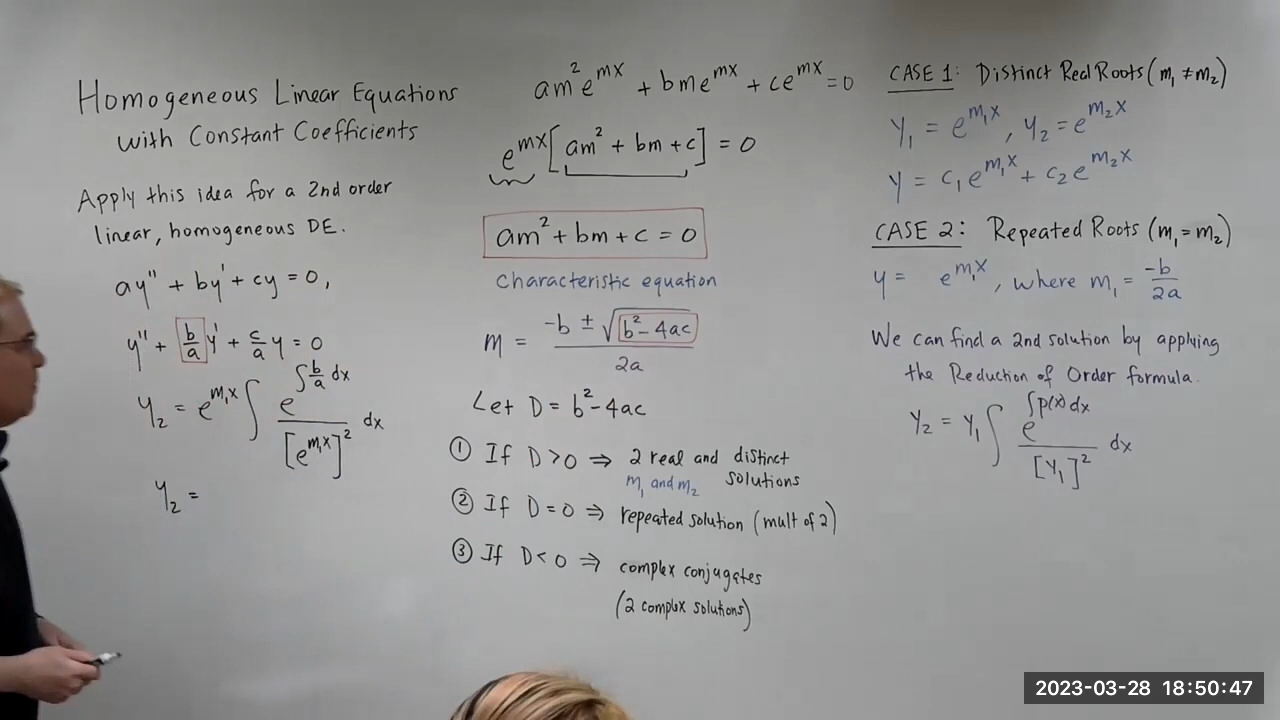 Homogeneous Linear Equations
with Constant Coefficients
Apply this idea for a 2nd order
linear, homogeneous DE.
ay'' + by' + cy = 0,
y'' + b/a y' + c/a y = 0
y₂ = e^{m₁x} ∫ e^{∫ b/a dx} / [e^{m₁x}]² dx
y₂ =
am²e^{mx} + bme^{mx} + ce^{mx} = 0
e^{mx}[am² + bm + c] = 0
am² + bm + c = 0
Characteristic equation
m = (-b ± √(b² - 4ac)) / 2a
Let D = b² - 4ac
① If D > 0 ⇒ 2 real and distinct
m₁ and m₂ solutions
② If D = 0 ⇒ repeated solution (mult of 2)
③ If D < 0 ⇒ complex conjugates
(2 complex solutions)
CASE 1: Distinct Real Roots (m₁ ≠ m₂)
y₁ = e^{m₁x}, y₂ = e^{m₂x}
y = c₁e^{m₁x} + c₂e^{m₂x}
CASE 2: Repeated Roots (m₁ = m₂)
y = e^{m₁x}, where m₁ = -b/2a
We can find a 2nd solution by applying
the Reduction of Order formula.
y₂ = y₁ ∫ e^{∫p(x)dx} / [y₁]² dx
2023-03-28 18:50:47